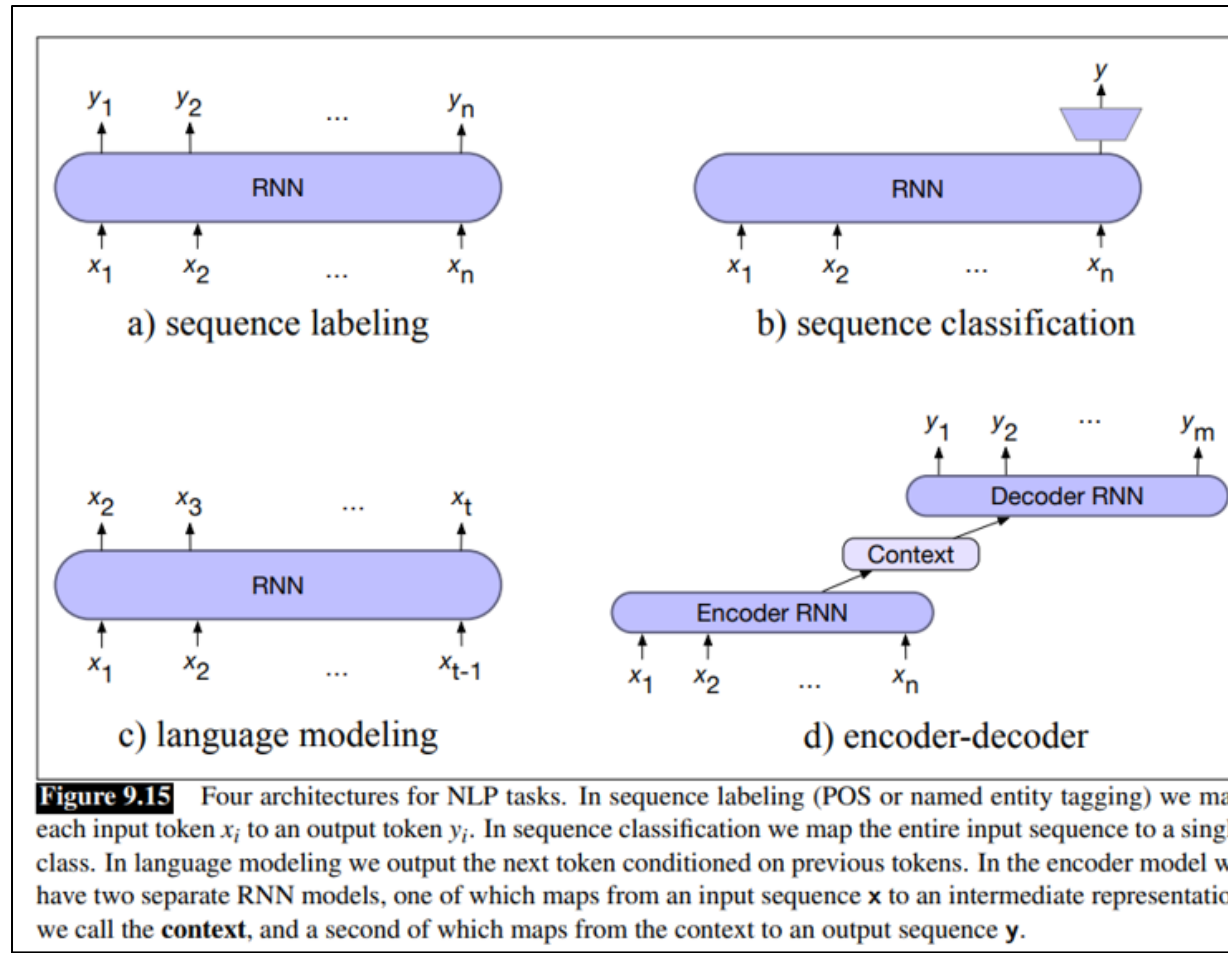 y
y1 y2 ... yn
RNN
RNN
x1 x2 ... xn
x1 x2 ... xn
a) sequence labeling
b) sequence classification
y1 y2 ... ym
Decoder RNN
x2 x3 ... xt
Context
RNN
Encoder RNN
x1 x2 ... xt-1
x1 x2 ... xn
c) language modeling
d) encoder-decoder
Figure 9.15 Four architectures for NLP tasks. In sequence labeling (POS or named entity tagging) we ma
each input token xi to an output token yi. In sequence classification we map the entire input sequence to a singl
class. In language modeling we output the next token conditioned on previous tokens. In the encoder model w
have two separate RNN models, one of which maps from an input sequence x to an intermediate representatio
we call the context, and a second of which maps from the context to an output sequence y.